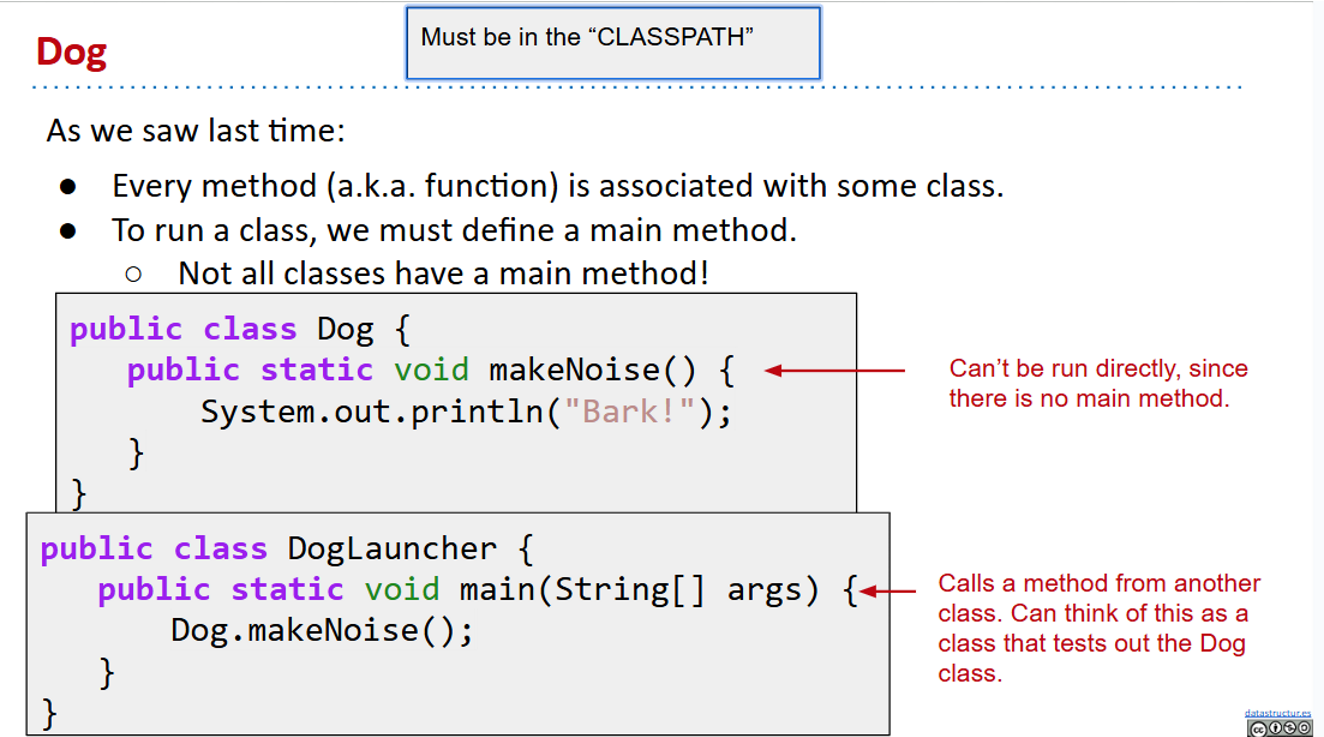 Must be in the “CLASSPATH”
Dog
As we saw last time:
● Every method (a.k.a. function) is associated with some class.
● To run a class, we must define a main method.
○ Not all classes have a main method!
public class Dog {
public static void makeNoise() {
System.out.println("Bark!");
}
}
Can’t be run directly, since
there is no main method.
public class DogLauncher {
public static void main(String[] args) {
Dog.makeNoise();
}
}
Calls a method from another
class. Can think of this as a
class that tests out the Dog
class.
datastructur.es